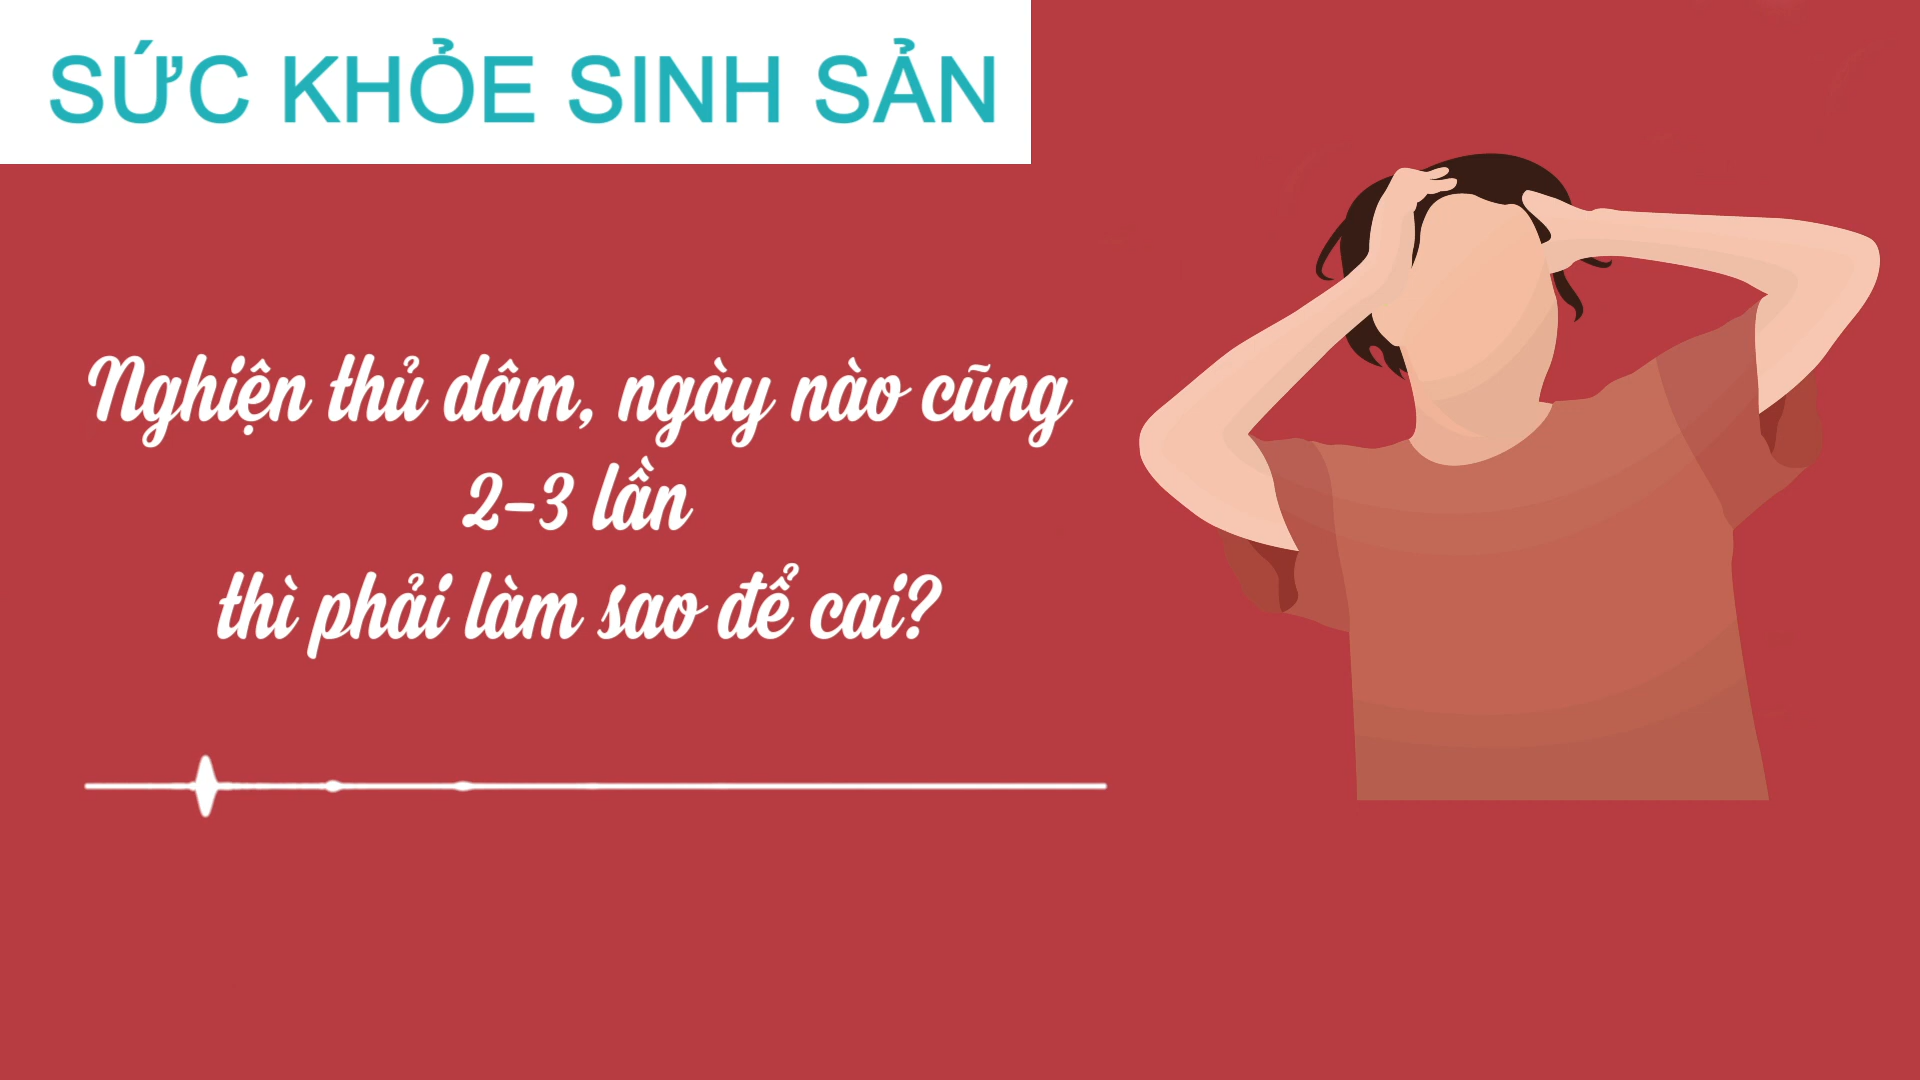 SỨC KHỎE SINH SẢN
Nghiện thủ dâm, ngày nào cũng
2-3 lần
thì phải làm sao để cai?